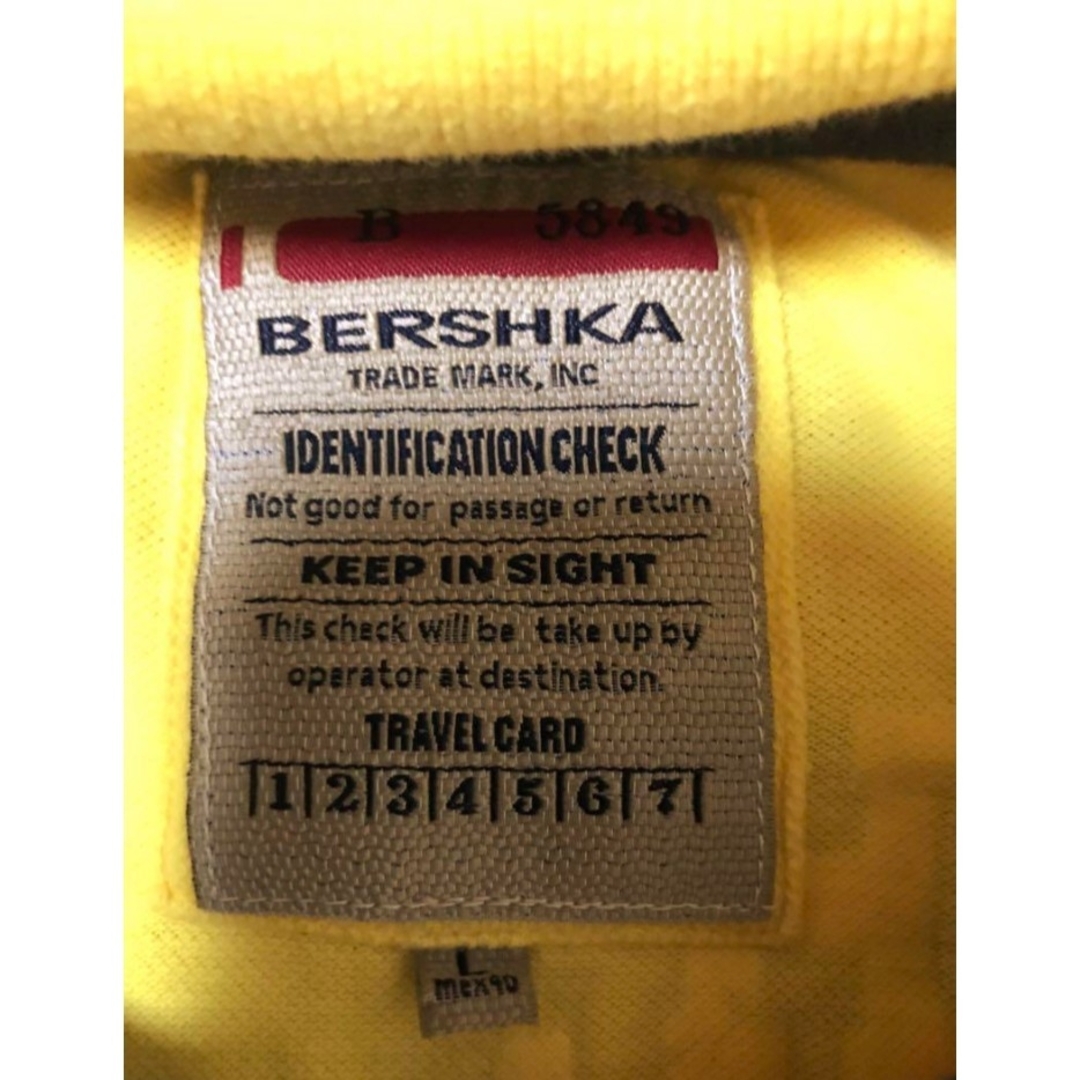 B 5849
BERSHKA
TRADE MARK, INC
IDENTIFICATION CHECK
Not good for passage or return
KEEP IN SIGHT
This check will be take up by
operator at destination.
TRAVEL CARD
1 2 3 4 5 6 7
L
mex90